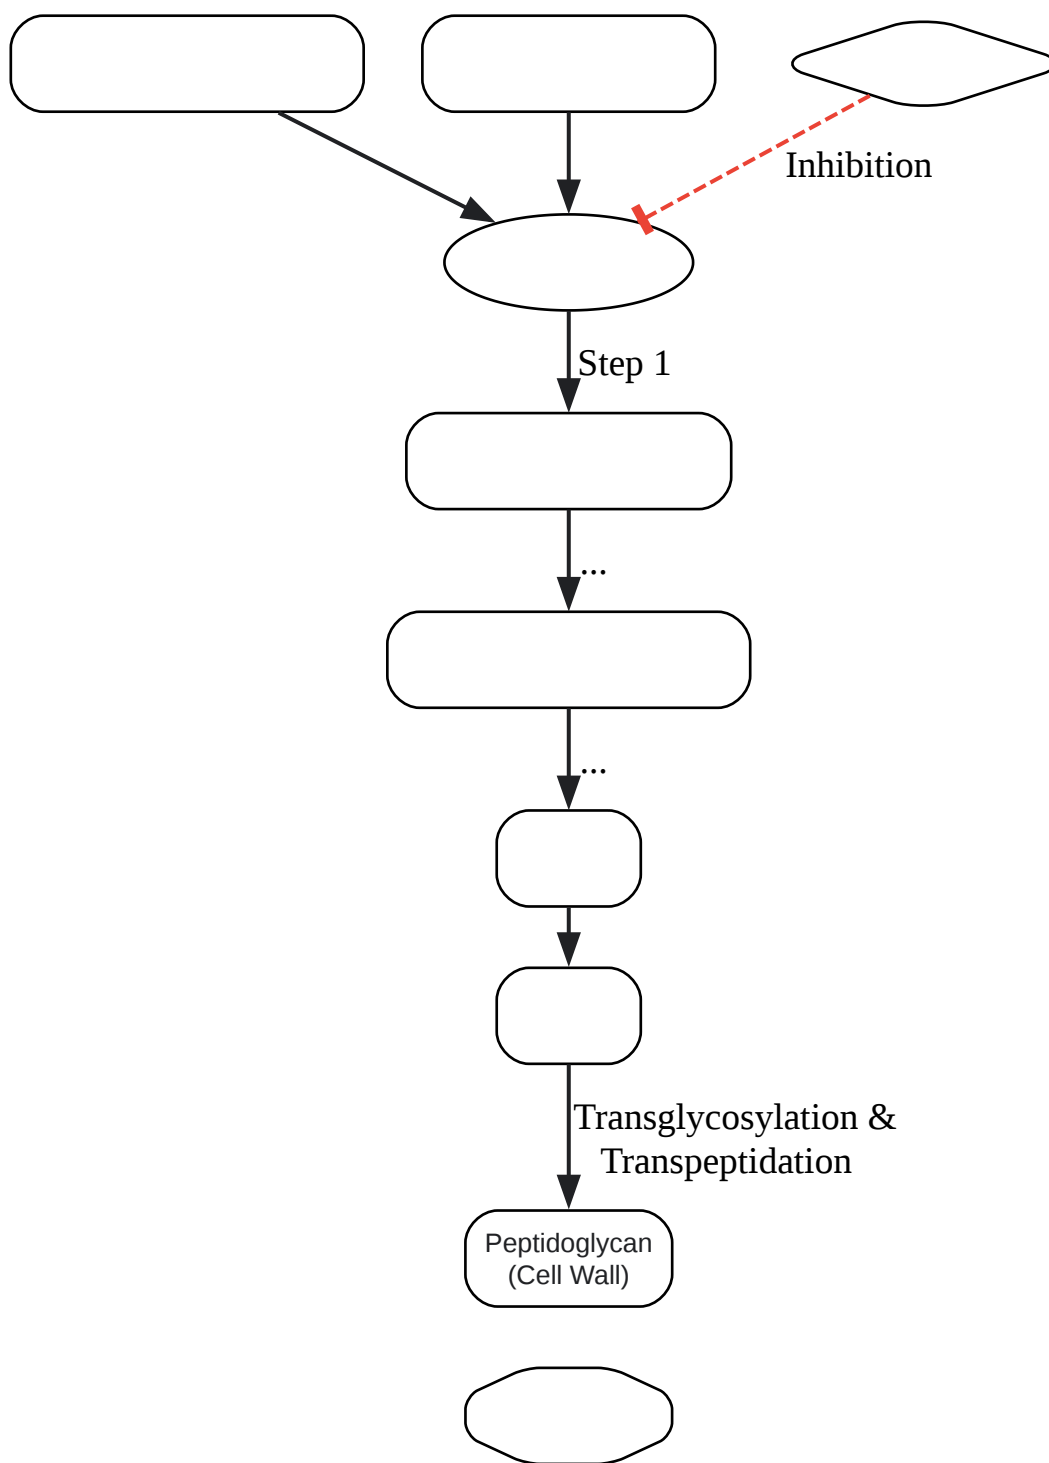 Inhibition
Step 1
...
...
Transglycosylation &
Transpeptidation
Peptidoglycan
(Cell Wall)